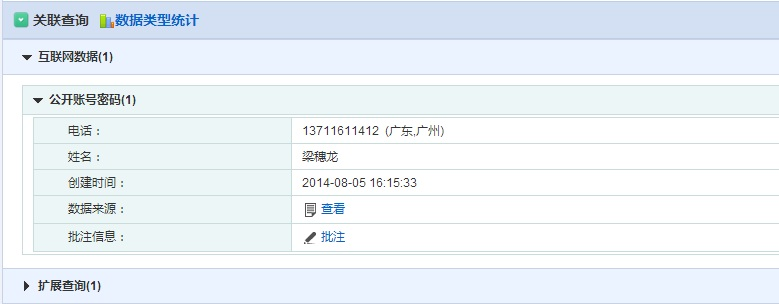 关联查询 数据类型统计
互联网数据(1)
公开账号密码(1)
电话： 13711611412 (广东,广州)
姓名： 梁穗龙
创建时间： 2014-08-05 16:15:33
数据来源： 查看
批注信息： 批注
扩展查询(1)